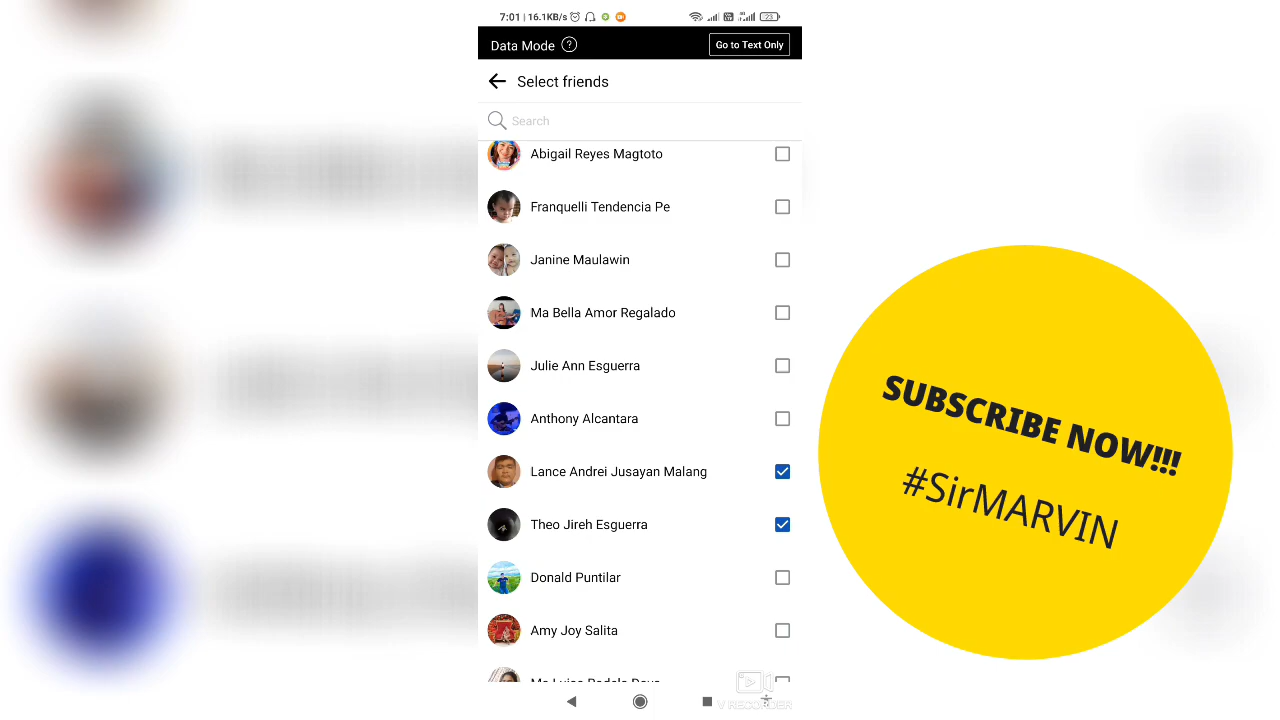 7:01 | 16.1KB/s
23
Data Mode ?
Go to Text Only
Select friends
Search
Abigail Reyes Magtoto
Franquelli Tendencia Pe
Janine Maulawin
Ma Bella Amor Regalado
Julie Ann Esguerra
Anthony Alcantara
Lance Andrei Jusayan Malang
Theo Jireh Esguerra
Donald Puntilar
Amy Joy Salita
V RECORDER
SUBSCRIBE NOW!!!
#SirMARVIN